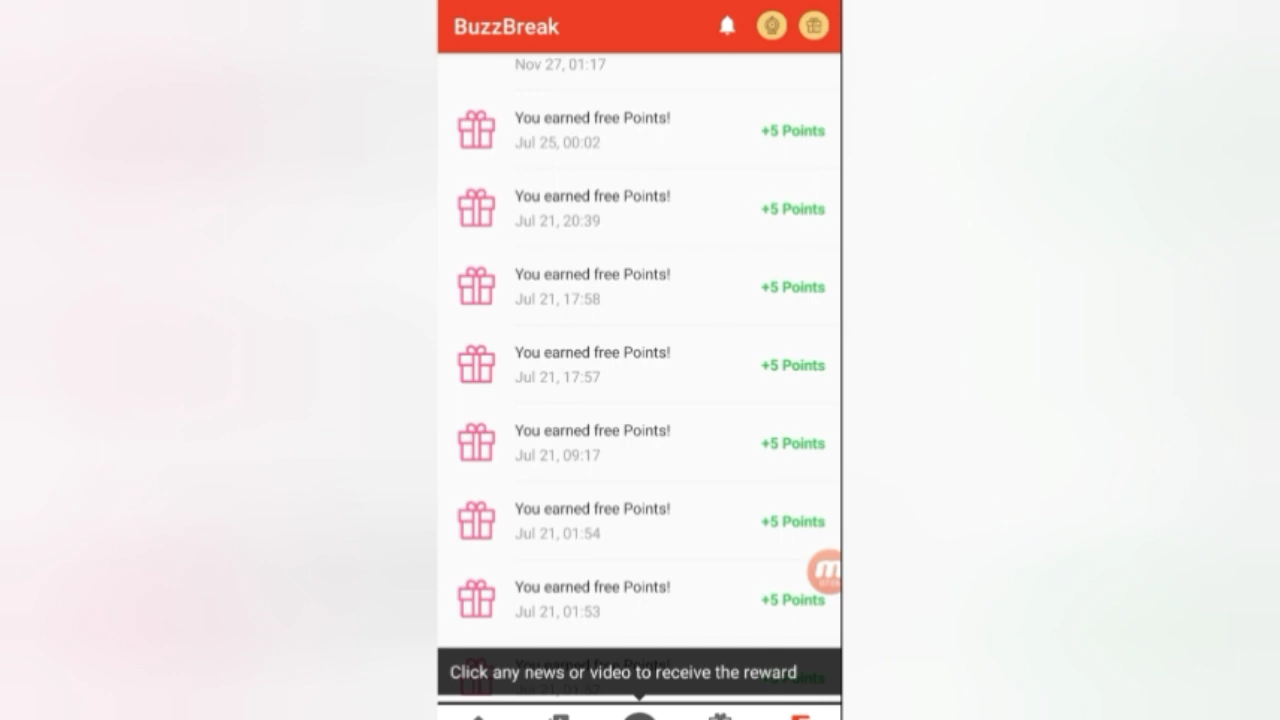 BuzzBreak
Nov 27, 01:17
You earned free Points!
+5 Points
Jul 25, 00:02
You earned free Points!
+5 Points
Jul 21, 20:39
You earned free Points!
+5 Points
Jul 21, 17:58
You earned free Points!
+5 Points
Jul 21, 17:57
You earned free Points!
+5 Points
Jul 21, 09:17
You earned free Points!
+5 Points
Jul 21, 01:54
You earned free Points!
+5 Points
Jul 21, 01:53
Click any news or video to receive the reward